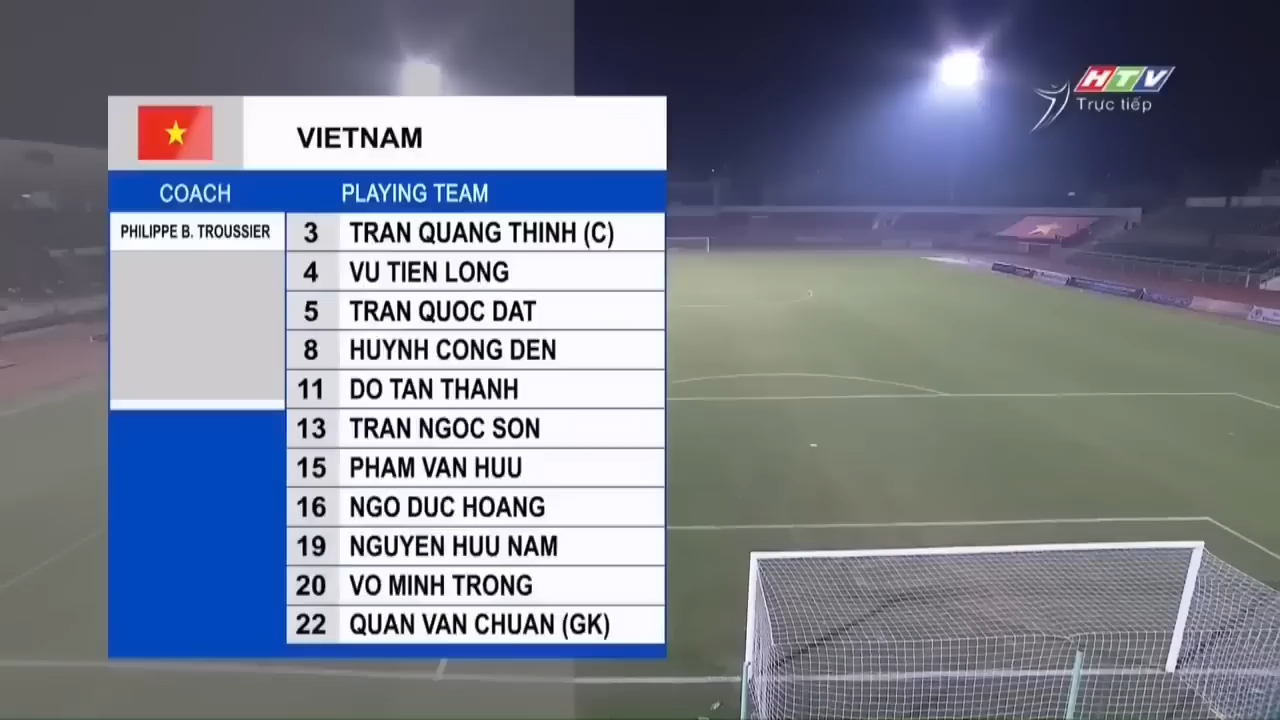 HTV
Trực tiếp
VIETNAM
COACH
PLAYING TEAM
PHILIPPE B. TROUSSIER
3 TRAN QUANG THINH (C)
4 VU TIEN LONG
5 TRAN QUOC DAT
8 HUYNH CONG DEN
11 DO TAN THANH
13 TRAN NGOC SON
15 PHAM VAN HUU
16 NGO DUC HOANG
19 NGUYEN HUU NAM
20 VO MINH TRONG
22 QUAN VAN CHUAN (GK)